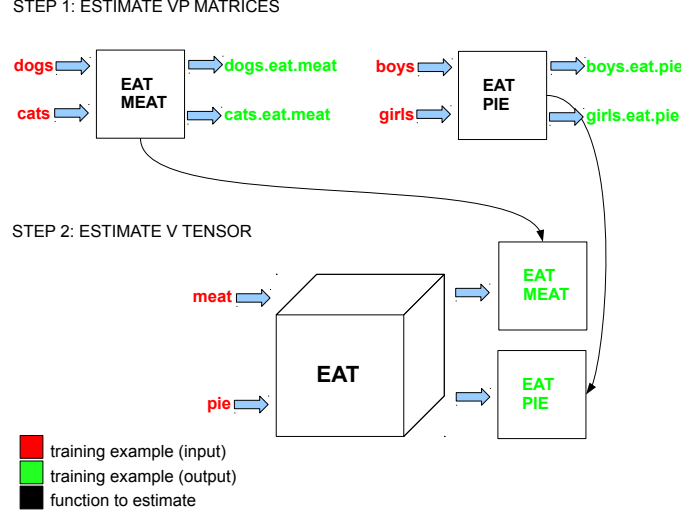 STEP 1: ESTIMATE VP MATRICES
dogs
EAT
MEAT
dogs.eat.meat
cats
cats.eat.meat
boys
EAT
PIE
boys.eat.pie
girls
girls.eat.pie
STEP 2: ESTIMATE V TENSOR
meat
EAT
MEAT
EAT
pie
EAT
PIE
training example (input)
training example (output)
function to estimate